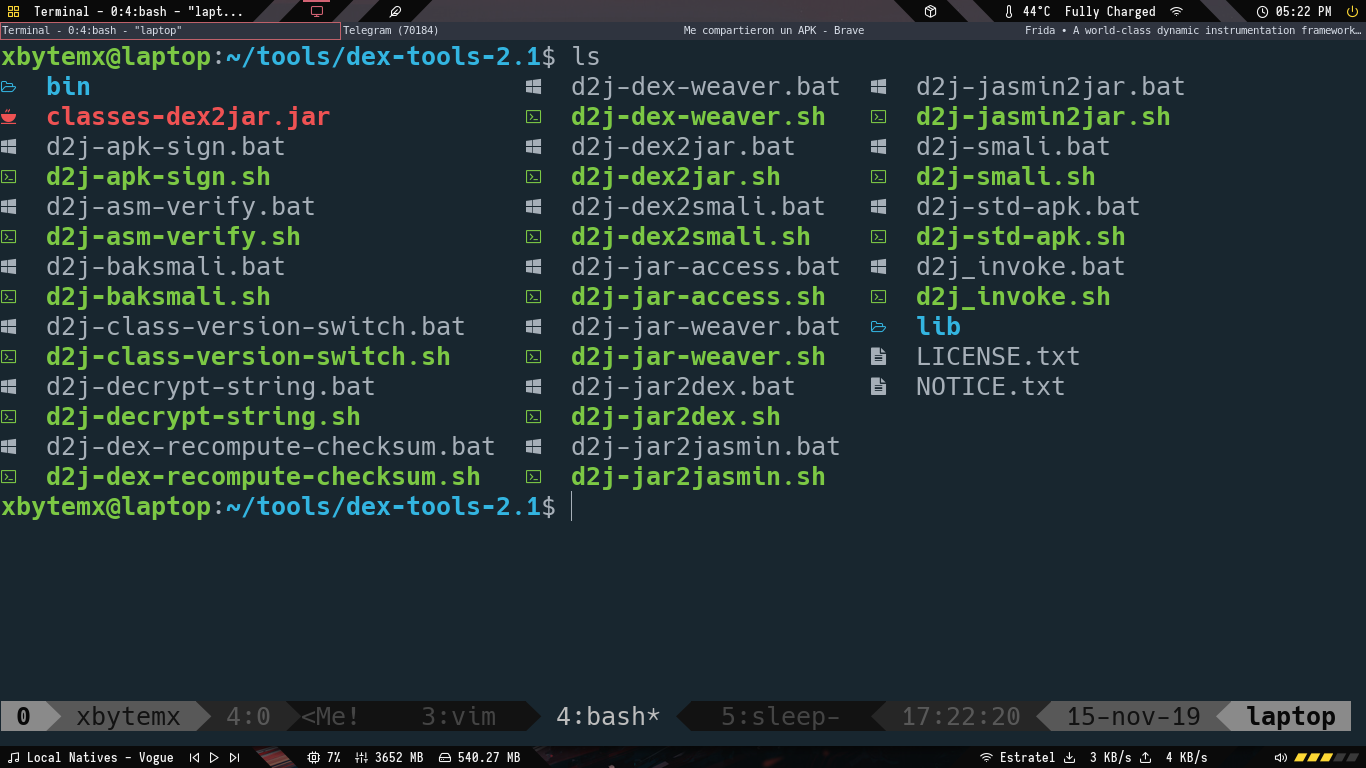 Terminal - 0:4:bash - "lapt... 44°C Fully Charged 05:22 PM
Terminal - 0:4:bash - "laptop" Telegram (70184) Me compartieron un APK - Brave Frida • A world-class dynamic instrumentation framework…
xbytemx@laptop:~/tools/dex-tools-2.1$ ls
bin d2j-dex-weaver.bat d2j-jasmin2jar.bat
classes-dex2jar.jar d2j-dex-weaver.sh d2j-jasmin2jar.sh
d2j-apk-sign.bat d2j-dex2jar.bat d2j-smali.bat
d2j-apk-sign.sh d2j-dex2jar.sh d2j-smali.sh
d2j-asm-verify.bat d2j-dex2smali.bat d2j-std-apk.bat
d2j-asm-verify.sh d2j-dex2smali.sh d2j-std-apk.sh
d2j-baksmali.bat d2j-jar-access.bat d2j_invoke.bat
d2j-baksmali.sh d2j-jar-access.sh d2j_invoke.sh
d2j-class-version-switch.bat d2j-jar-weaver.bat lib
d2j-class-version-switch.sh d2j-jar-weaver.sh LICENSE.txt
d2j-decrypt-string.bat d2j-jar2dex.bat NOTICE.txt
d2j-decrypt-string.sh d2j-jar2dex.sh
d2j-dex-recompute-checksum.bat d2j-jar2jasmin.bat
d2j-dex-recompute-checksum.sh d2j-jar2jasmin.sh
xbytemx@laptop:~/tools/dex-tools-2.1$
0 xbytemx 4:0 <Me! 3:vim 4:bash* 5:sleep- 17:22:20 15-nov-19 laptop
Local Natives - Vogue 7% 3652 MB 540.27 MB Estratel 3 KB/s 4 KB/s